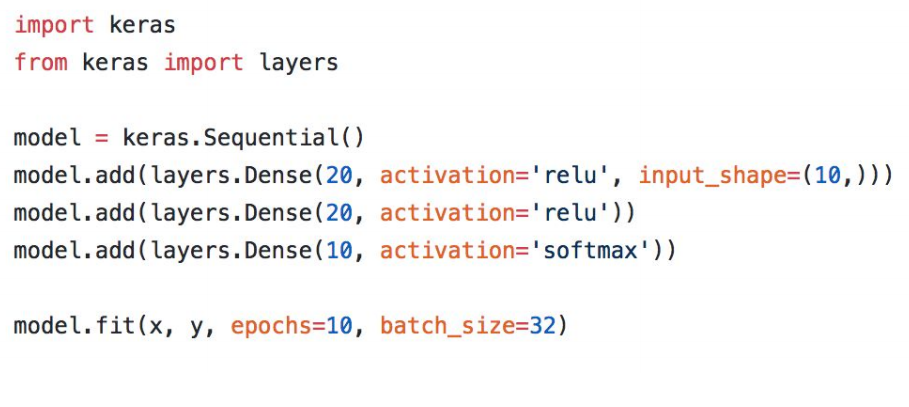 import keras
from keras import layers
model = keras.Sequential()
model.add(layers.Dense(20, activation='relu', input_shape=(10,)))
model.add(layers.Dense(20, activation='relu'))
model.add(layers.Dense(10, activation='softmax'))
model.fit(x, y, epochs=10, batch_size=32)